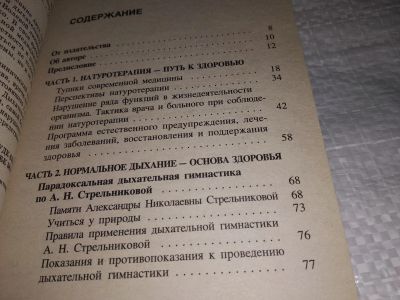 СОДЕРЖАНИЕ
От издательства . . . 8
Об авторе . . . 10
Предисловие . . . 12
ЧАСТЬ 1. НАТУРОТЕРАПИЯ — ПУТЬ К ЗДОРОВЬЮ
Тупики современной медицины . . . 18
Перспективы натуротерапии . . . 34
Нарушение ряда функций в жизнедеятельности
организма. Тактика врача и больного при соблюде-
нии натуротерапии . . . 42
Программа естественного предупреждения, лече-
ния заболеваний, восстановления и поддержания
здоровья . . . 58
ЧАСТЬ 2. НОРМАЛЬНОЕ ДЫХАНИЕ — ОСНОВА ЗДОРОВЬЯ
Парадоксальная дыхательная гимнастика
по А. Н. Стрельниковой . . . 68
Памяти Александры Николаевны Стрельниковой . . . 68
Учиться у природы . . . 73
Правила применения дыхательной гимнастики
А. Н. Стрельниковой . . . 76
Показания и противопоказания к проведению
дыхательной гимнастики . . . 77